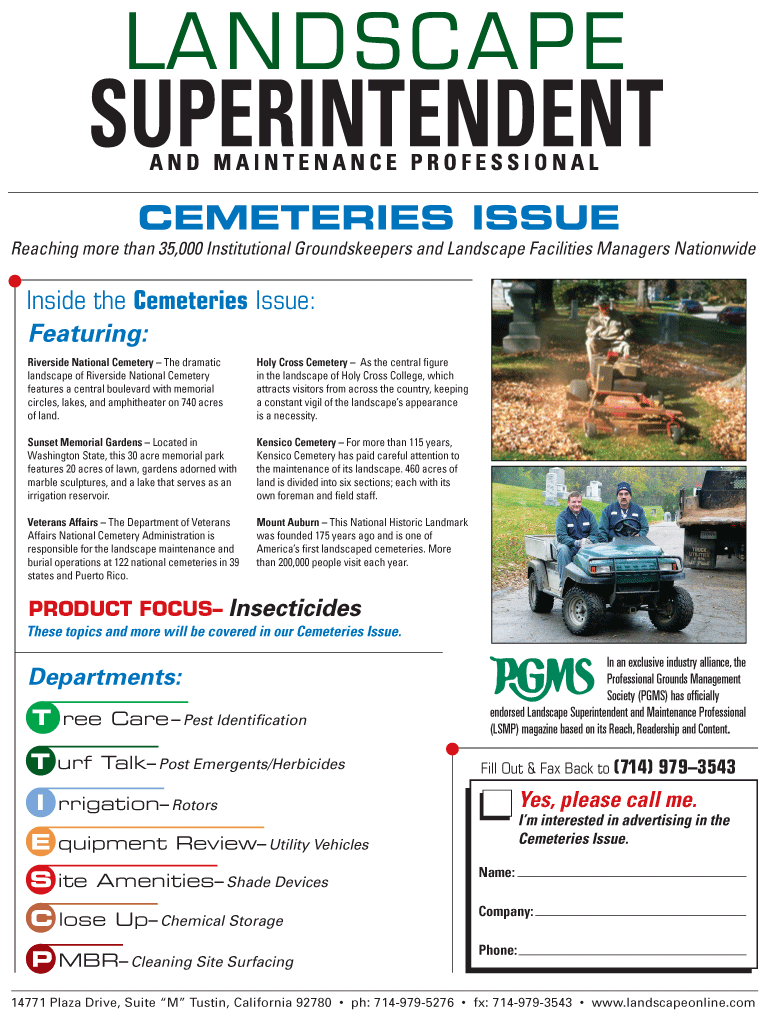 LANDSCAPE
SUPERINTENDENT
AND MAINTENANCE PROFESSIONAL
CEMETERIES ISSUE
Reaching more than 35,000 Institutional Groundskeepers and Landscape Facilities Managers Nationwide
Inside the Cemeteries Issue:
Featuring:
Riverside National Cemetery – The dramatic
landscape of Riverside National Cemetery
features a central boulevard with memorial
circles, lakes, and amphitheater on 740 acres
of land.
Sunset Memorial Gardens – Located in
Washington State, this 30 acre memorial park
features 20 acres of lawn, gardens adorned with
marble sculptures, and a lake that serves as an
irrigation reservoir.
Veterans Affairs – The Department of Veterans
Affairs National Cemetery Administration is
responsible for the landscape maintenance and
burial operations at 122 national cemeteries in 39
states and Puerto Rico.
Holy Cross Cemetery – As the central figure
in the landscape of Holy Cross College, which
attracts visitors from across the country, keeping
a constant vigil of the landscape's appearance
is a necessity.
Kensico Cemetery – For more than 115 years,
Kensico Cemetery has paid careful attention to
the maintenance of its landscape. 460 acres of
land is divided into six sections; each with its
own foreman and field staff.
Mount Auburn – This National Historic Landmark
was founded 175 years ago and is one of
America's first landscaped cemeteries. More
than 200,000 people visit each year.
PRODUCT FOCUS– Insecticides
These topics and more will be covered in our Cemeteries Issue.
Departments:
Tree Care– Pest Identification
Turf Talk– Post Emergents/Herbicides
Irrigation– Rotors
Equipment Review– Utility Vehicles
Site Amenities– Shade Devices
Close Up– Chemical Storage
PMBR– Cleaning Site Surfacing
PGMS
In an exclusive industry alliance, the
Professional Grounds Management
Society (PGMS) has officially
endorsed Landscape Superintendent and Maintenance Professional
(LSMP) magazine based on its Reach, Readership and Content.
Fill Out & Fax Back to (714) 979–3543
Yes, please call me.
I'm interested in advertising in the
Cemeteries Issue.
Name:
Company:
Phone:
14771 Plaza Drive, Suite “M” Tustin, California 92780 • ph: 714-979-5276 • fx: 714-979-3543 • www.landscapeonline.com